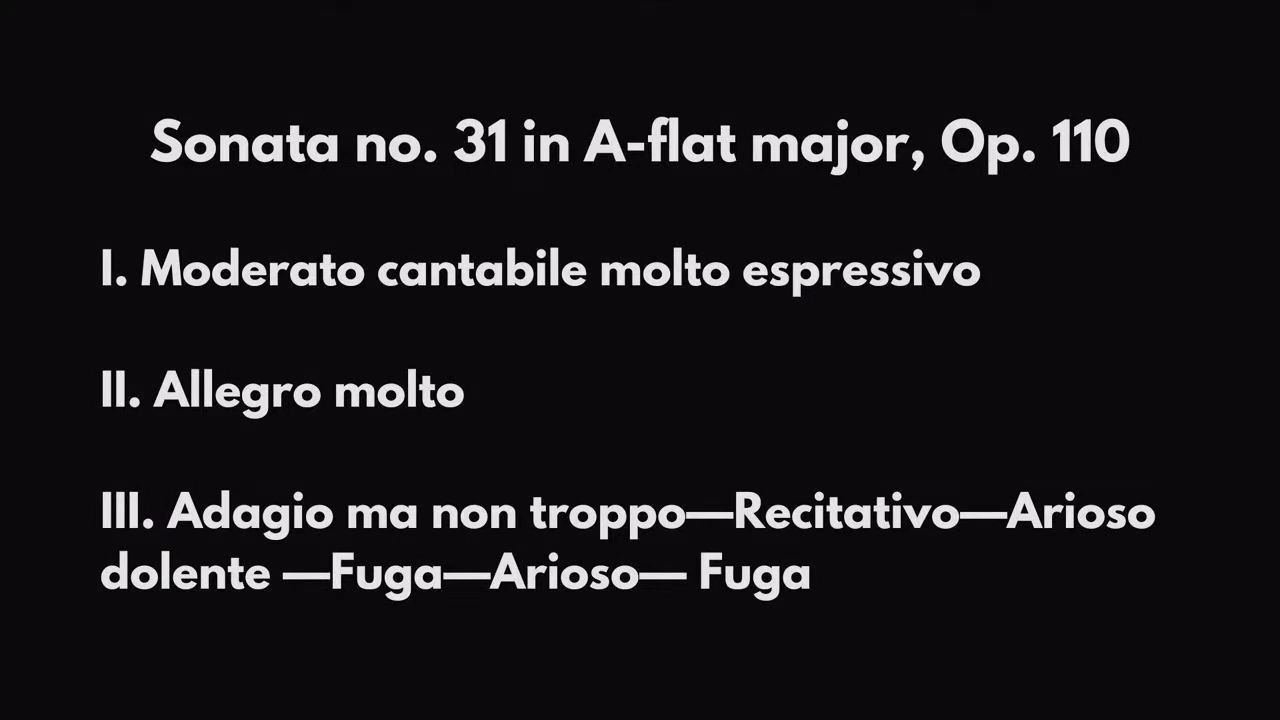 Sonata no. 31 in A-flat major, Op. 110
I. Moderato cantabile molto espressivo
II. Allegro molto
III. Adagio ma non troppo—Recitativo—Arioso
dolente —Fuga—Arioso— Fuga